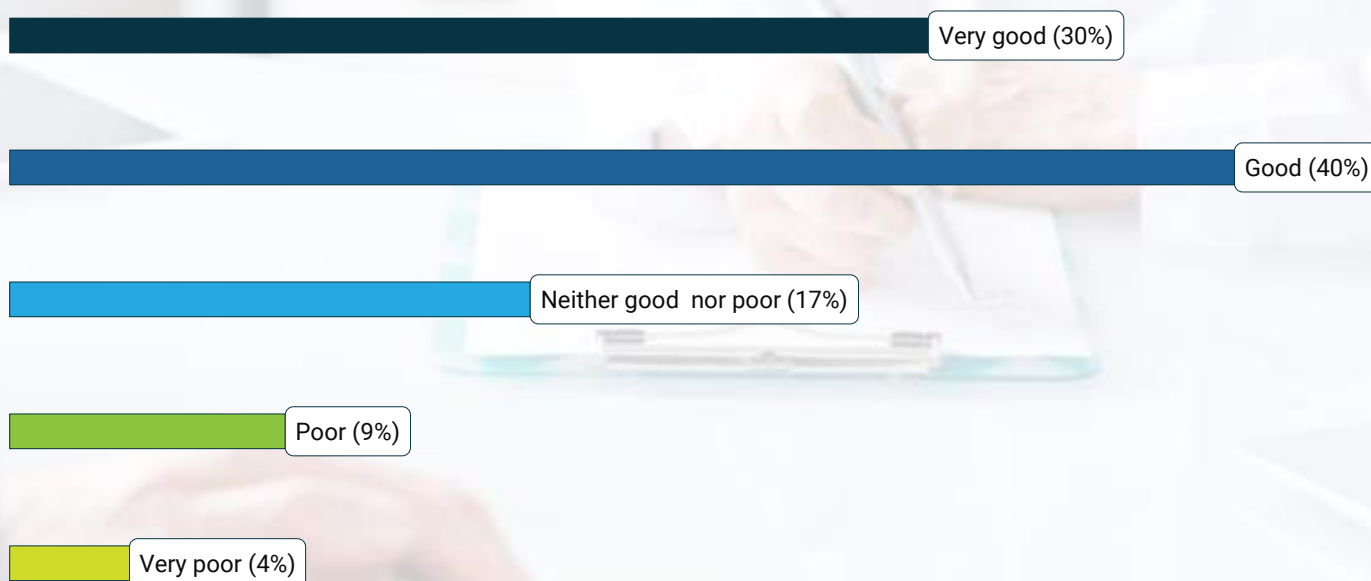 Very good (30%)
Good (40%)
Neither good  nor poor (17%)
Poor (9%)
Very poor (4%)